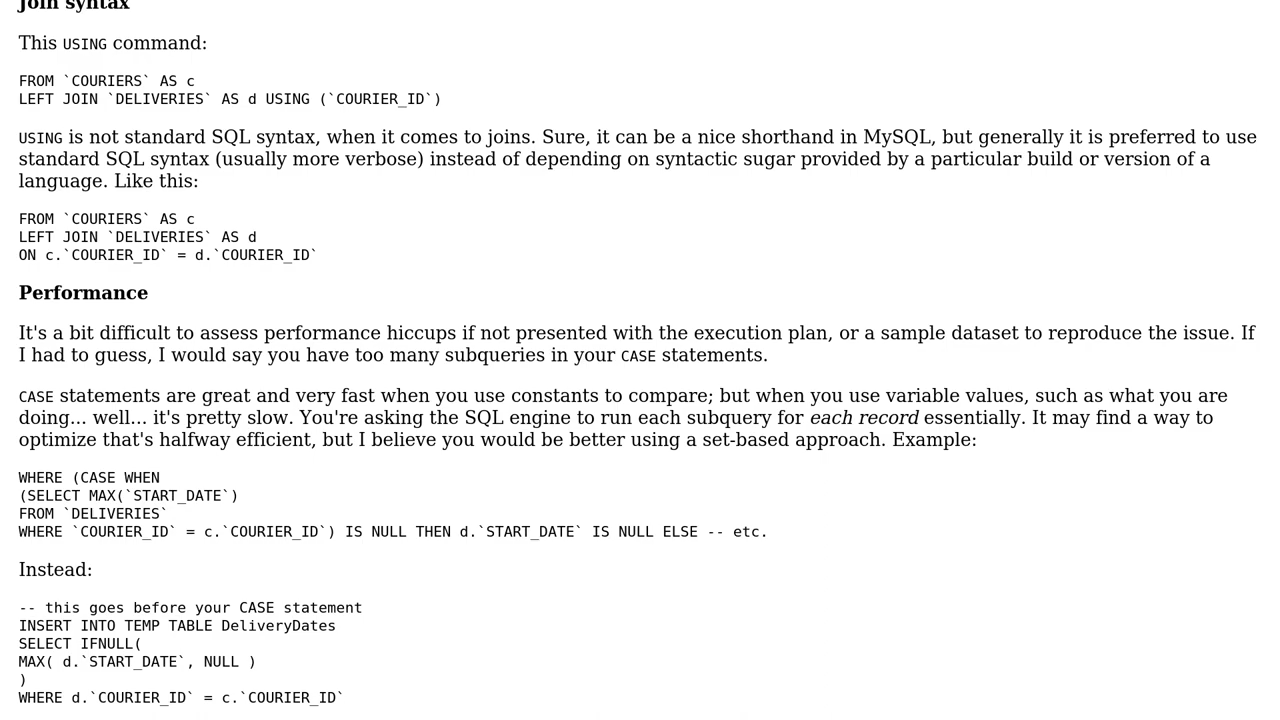 Join syntax
This USING command:
FROM `COURIERS` AS c
LEFT JOIN `DELIVERIES` AS d USING (`COURIER_ID`)
USING is not standard SQL syntax, when it comes to joins. Sure, it can be a nice shorthand in MySQL, but generally it is preferred to use
standard SQL syntax (usually more verbose) instead of depending on syntactic sugar provided by a particular build or version of a
language. Like this:
FROM `COURIERS` AS c
LEFT JOIN `DELIVERIES` AS d
ON c.`COURIER_ID` = d.`COURIER_ID`
Performance
It's a bit difficult to assess performance hiccups if not presented with the execution plan, or a sample dataset to reproduce the issue. If
I had to guess, I would say you have too many subqueries in your CASE statements.
CASE statements are great and very fast when you use constants to compare; but when you use variable values, such as what you are
doing... well... it's pretty slow. You're asking the SQL engine to run each subquery for each record essentially. It may find a way to
optimize that's halfway efficient, but I believe you would be better using a set-based approach. Example:
WHERE (CASE WHEN
(SELECT MAX(`START_DATE`)
FROM `DELIVERIES`
WHERE `COURIER_ID` = c.`COURIER_ID`) IS NULL THEN d.`START_DATE` IS NULL ELSE -- etc.
Instead:
-- this goes before your CASE statement
INSERT INTO TEMP TABLE DeliveryDates
SELECT IFNULL(
MAX( d.`START_DATE`, NULL )
)
WHERE d.`COURIER_ID` = c.`COURIER_ID`